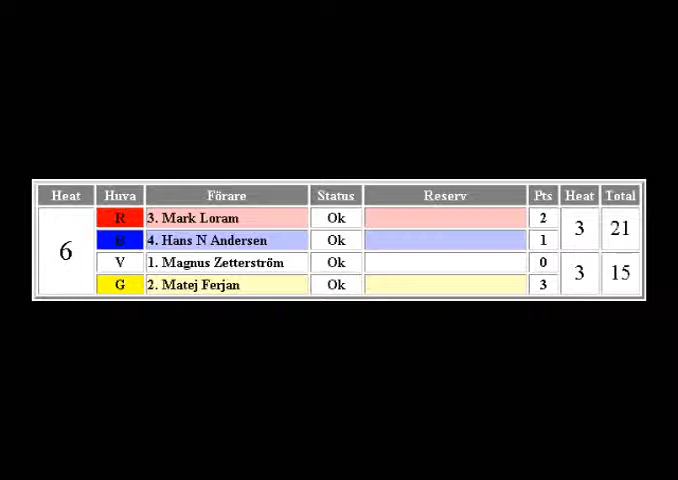 Heat Huva Förare Status Reserv Pts Heat Total
6
R 3. Mark Loram Ok 2
B 4. Hans N Andersen Ok 1
3 21
V 1. Magnus Zetterström Ok 0
G 2. Matej Ferjan Ok 3
3 15